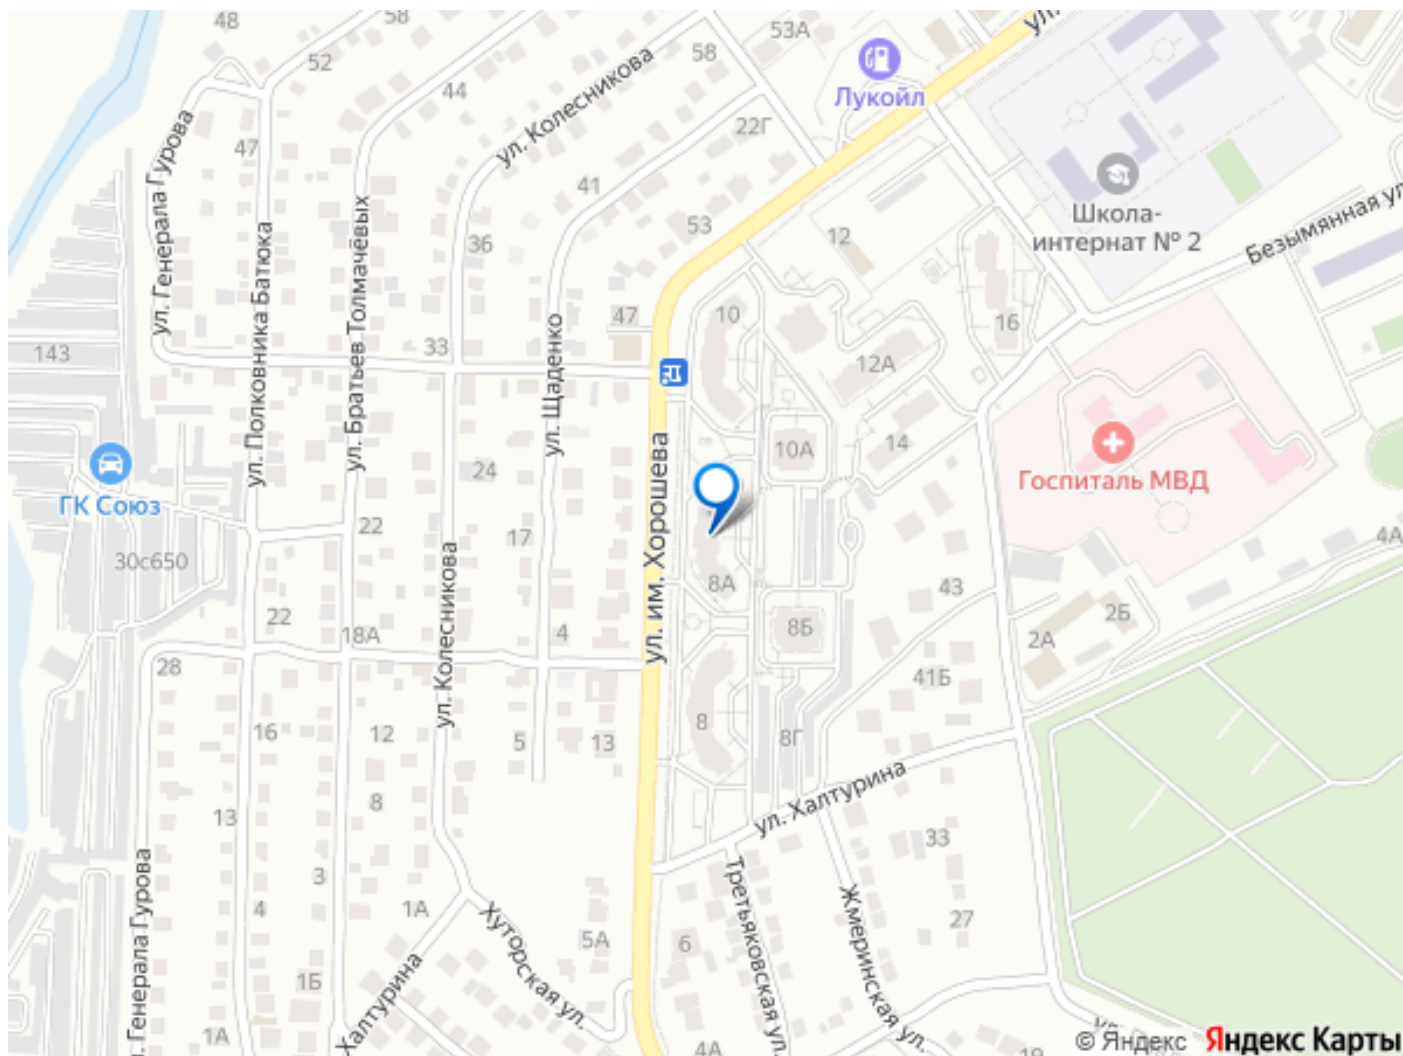 48
58
52
44
ул. Колесникова
58
53А
Лукойл
ул.
47
22Г
41
36
53
12
Школа-
интернат № 2
Безымянная ул
ул. Генерала Гурова
ул. Полковника Батюка
ул. Братьев Толмачёвых
ул. Щаденко
47
10
16
143
33
12А
10А
14
Госпиталь МВД
ГК Союз
24
22
17
ул. им. Хорошева
30с650
8А
43
4А
22
18А
4
8Б
2А
2Б
28
ул. Колесникова
41Б
16
12
5
13
8
8Г
8
13
ул. Халтурина
33
3
4
1А
Хуторская ул.
5А
6
Третьяковская ул.
Жмеринская ул.
27
л. Генерала Гурова
1Б
1А
Халтурина
4А
19
© Яндекс Яндекс Карты